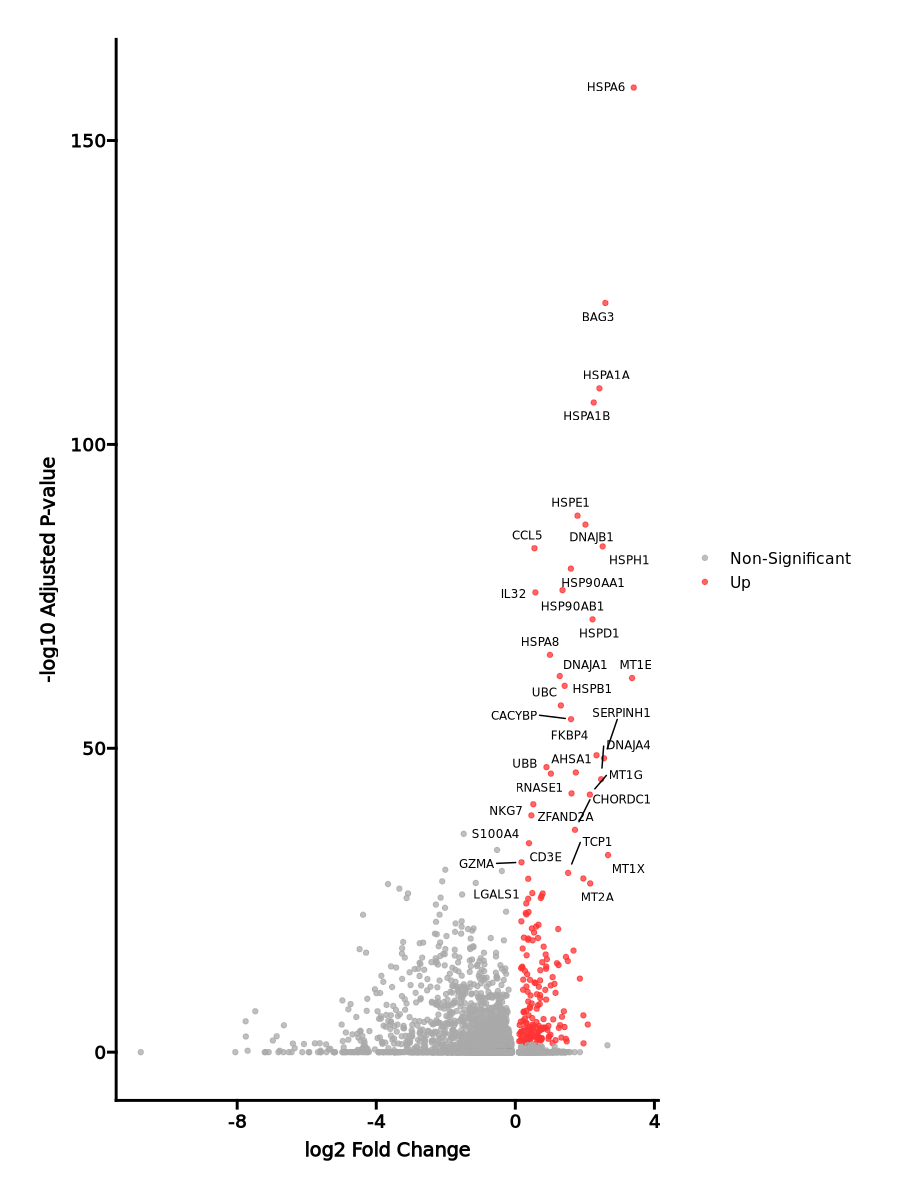 HSPA6
150
BAG3
HSPA1A
HSPA1B
100
HSPE1
CCL5
DNAJB1
HSPH1
Non-Significant
HSP90AA1
Up
IL32
HSP90AB1
HSPD1
HSPA8
DNAJA1
MT1E
UBC
HSPB1
CACYBP
SERPINH1
FKBP4
DNAJA4
50
UBB
AHSA1
MT1G
RNASE1
CHORDC1
NKG7
ZFAND2A
S100A4
TCP1
CD3E
GZMA
MT1X
LGALS1
MT2A
0
-8
-4
0
4
log2 Fold Change
-log10 Adjusted P-value